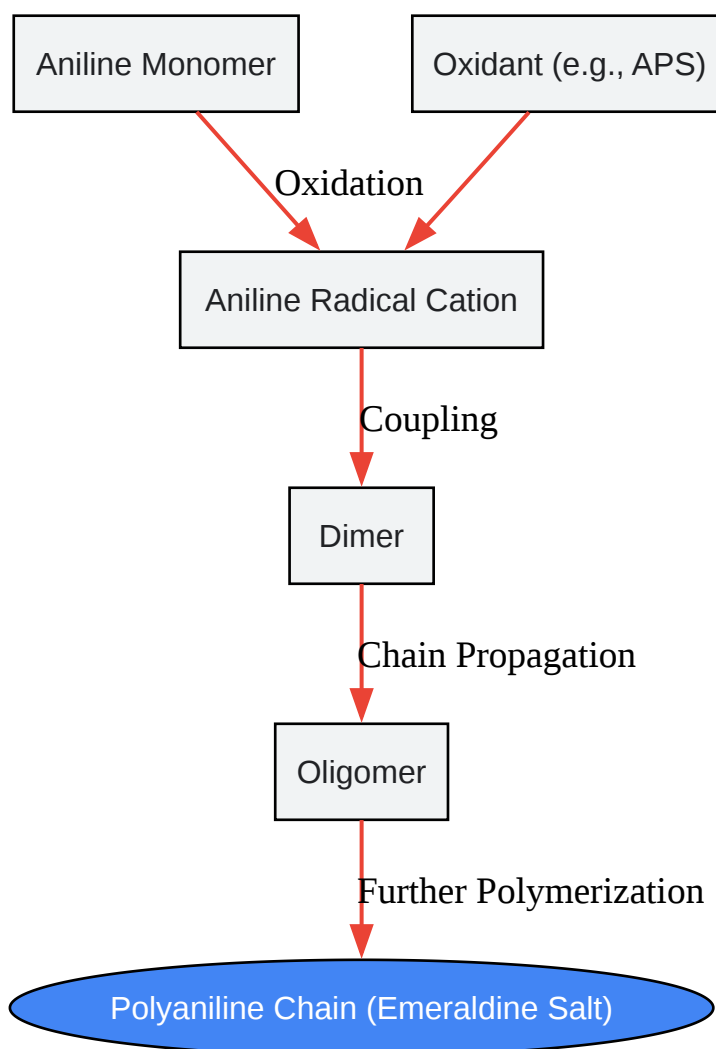 Aniline Monomer
Oxidant (e.g., APS)
Oxidation
Aniline Radical Cation
Coupling
Dimer
Chain Propagation
Oligomer
Further Polymerization
Polyaniline Chain (Emeraldine Salt)